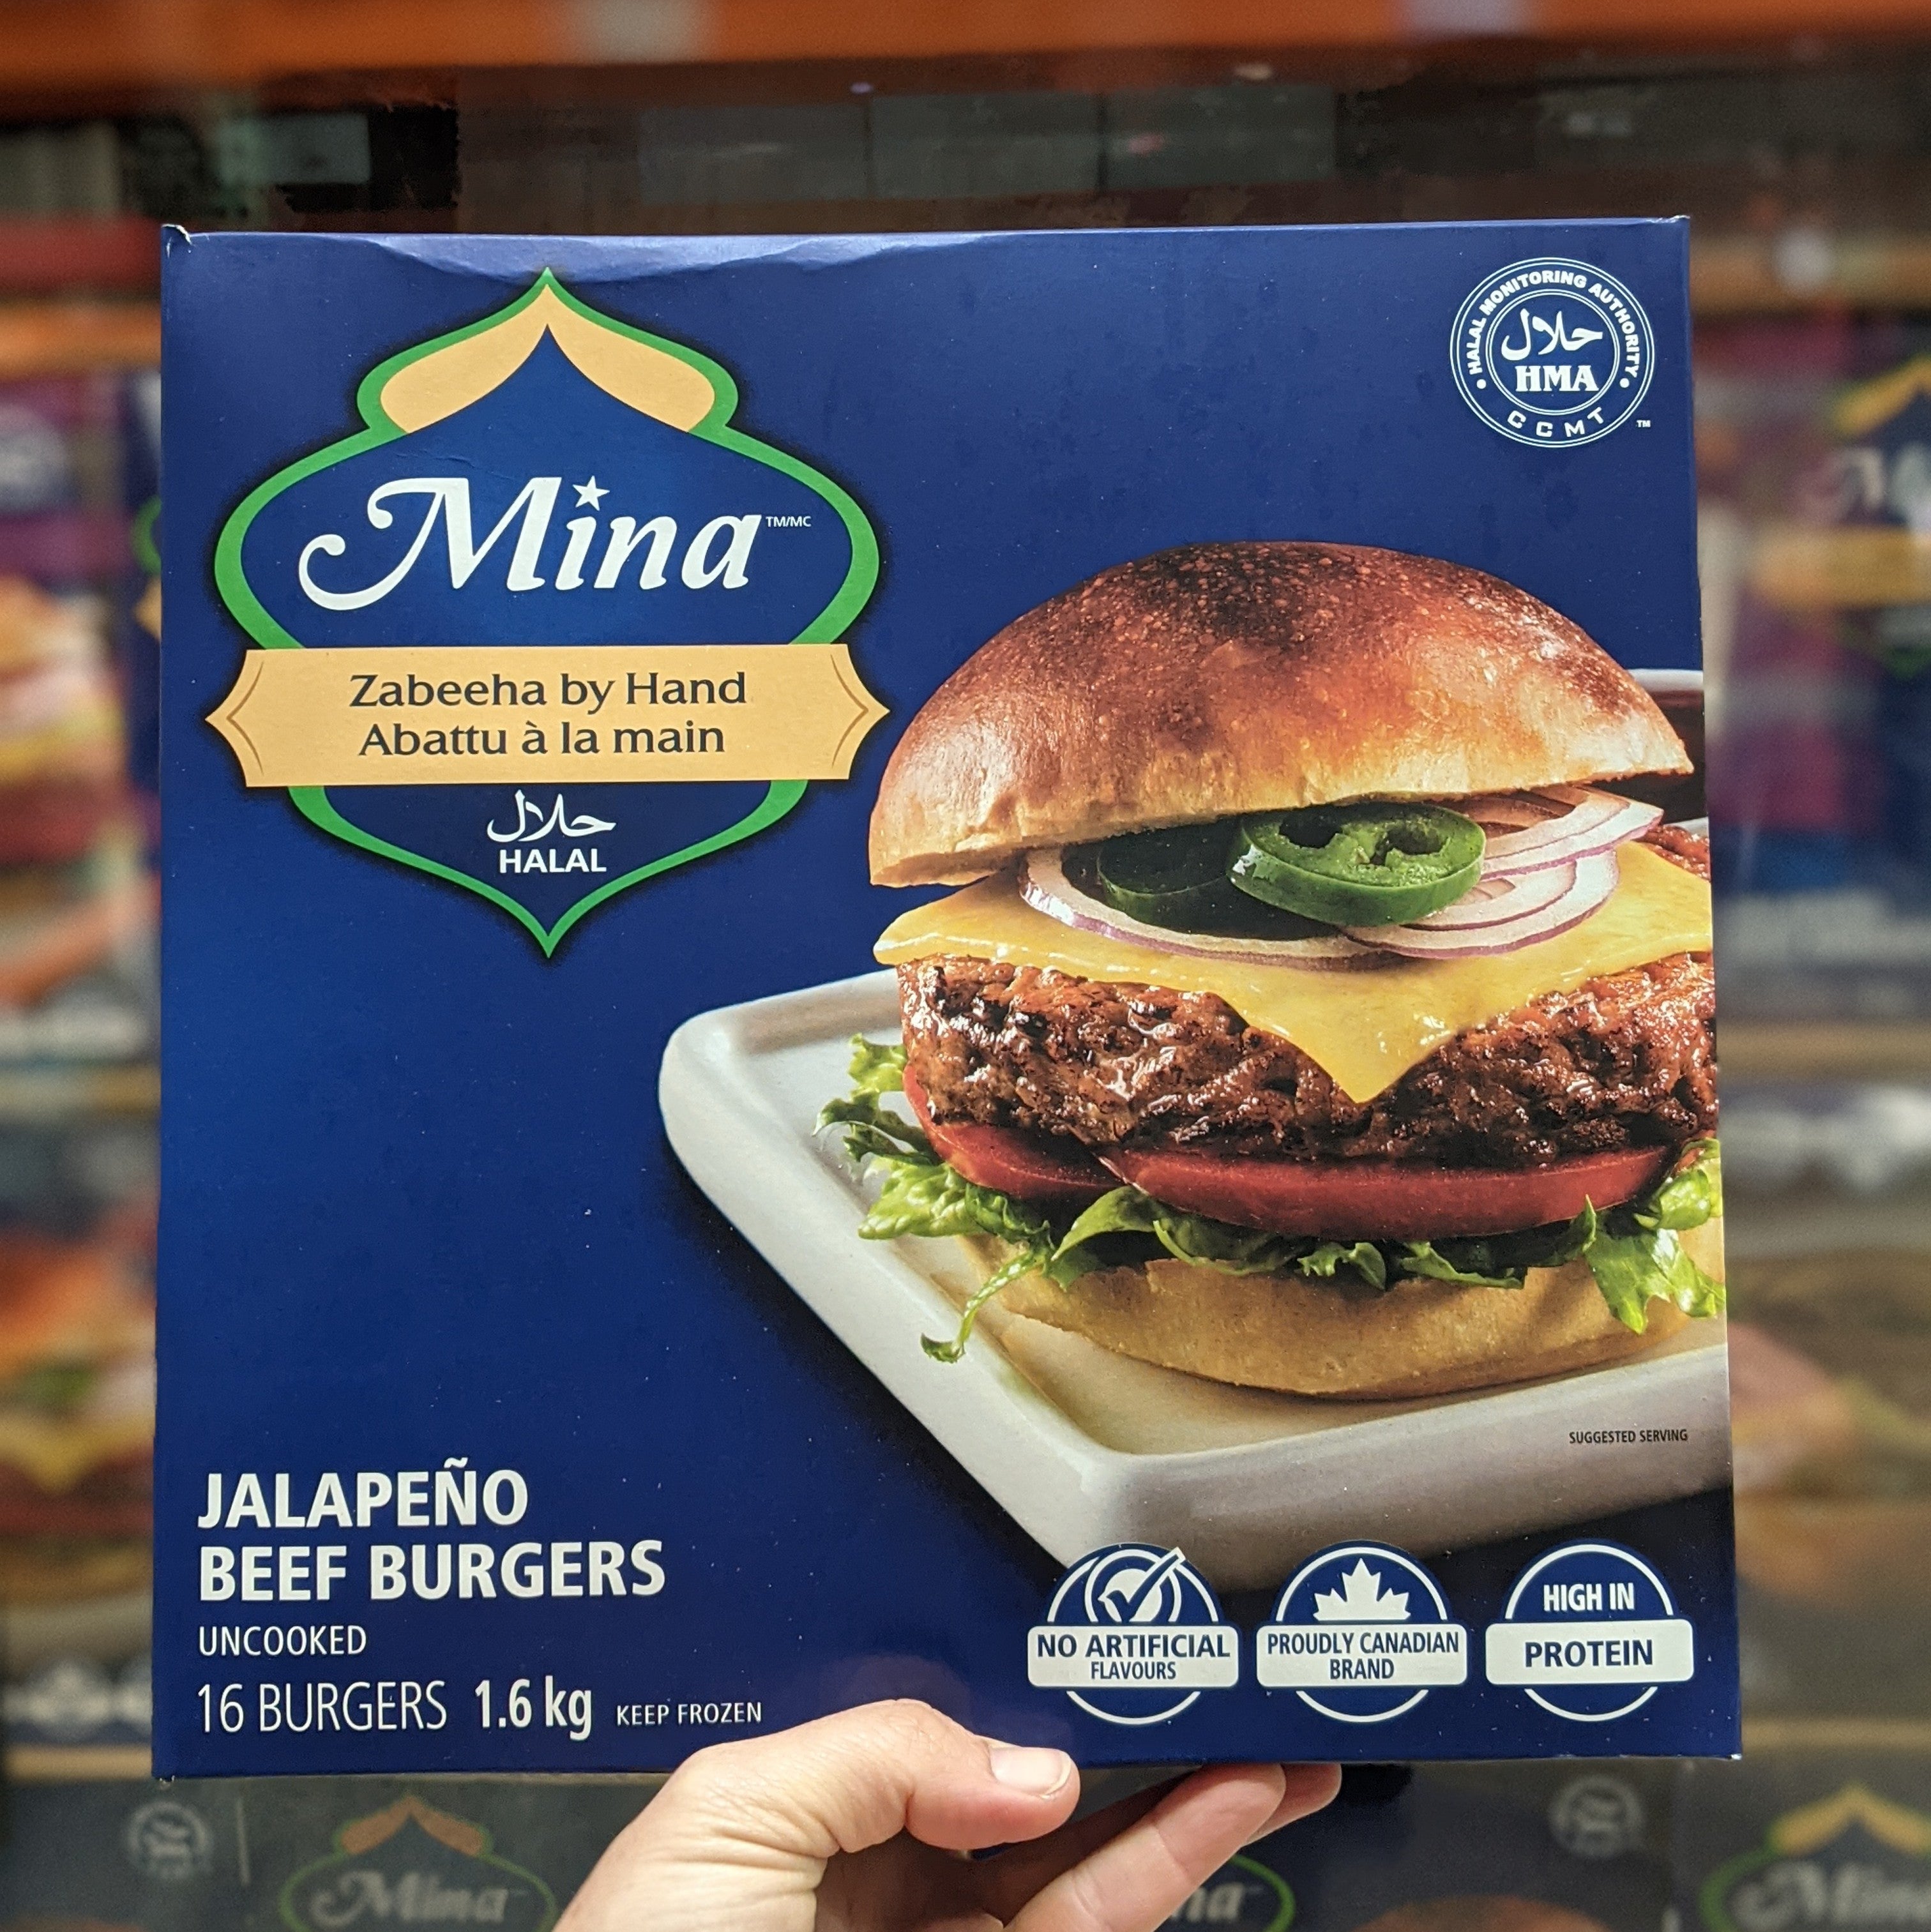 Mina TM/MC
Zabeeha by Hand
Abattu à la main
حلال
HALAL
• HALAL MONITORING AUTHORITY •
حلال
HMA
CCMT
TM
SUGGESTED SERVING
JALAPEÑO
BEEF BURGERS
UNCOOKED
16 BURGERS 1.6 kg KEEP FROZEN
NO ARTIFICIAL
FLAVOURS
PROUDLY CANADIAN
BRAND
HIGH IN
PROTEIN
Mina